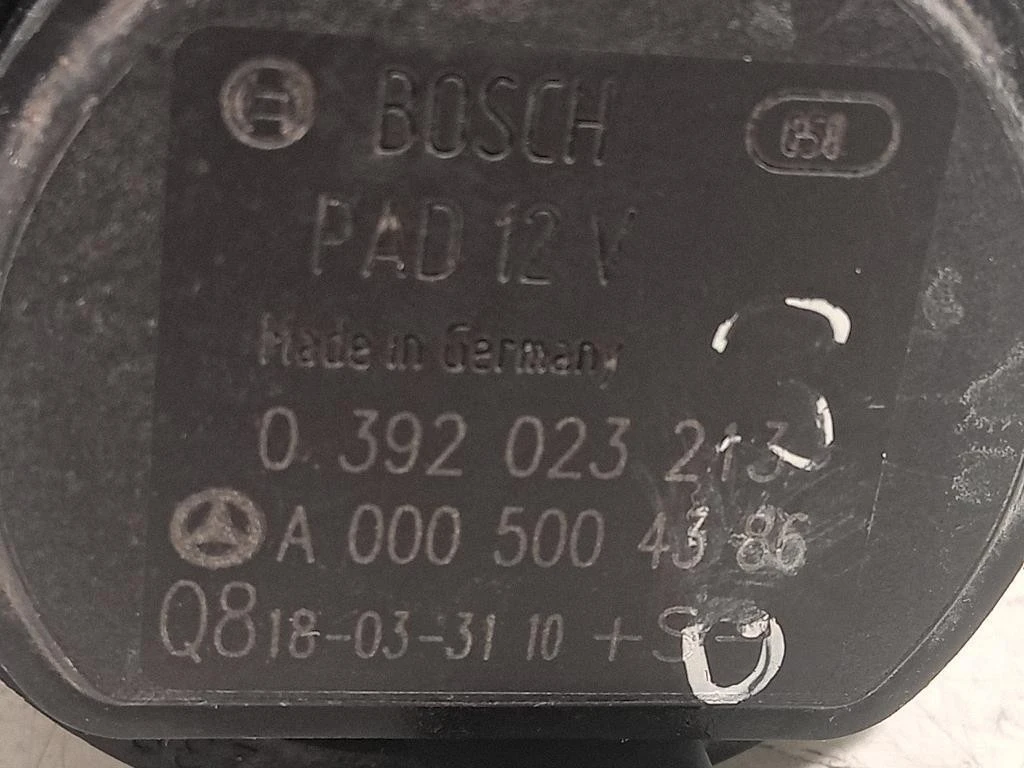 BOSCH
058
PAD 12 V
Made in Germany
0 392 023 213
A 000 500 43 86
Q8 18-03-31 10 + S -